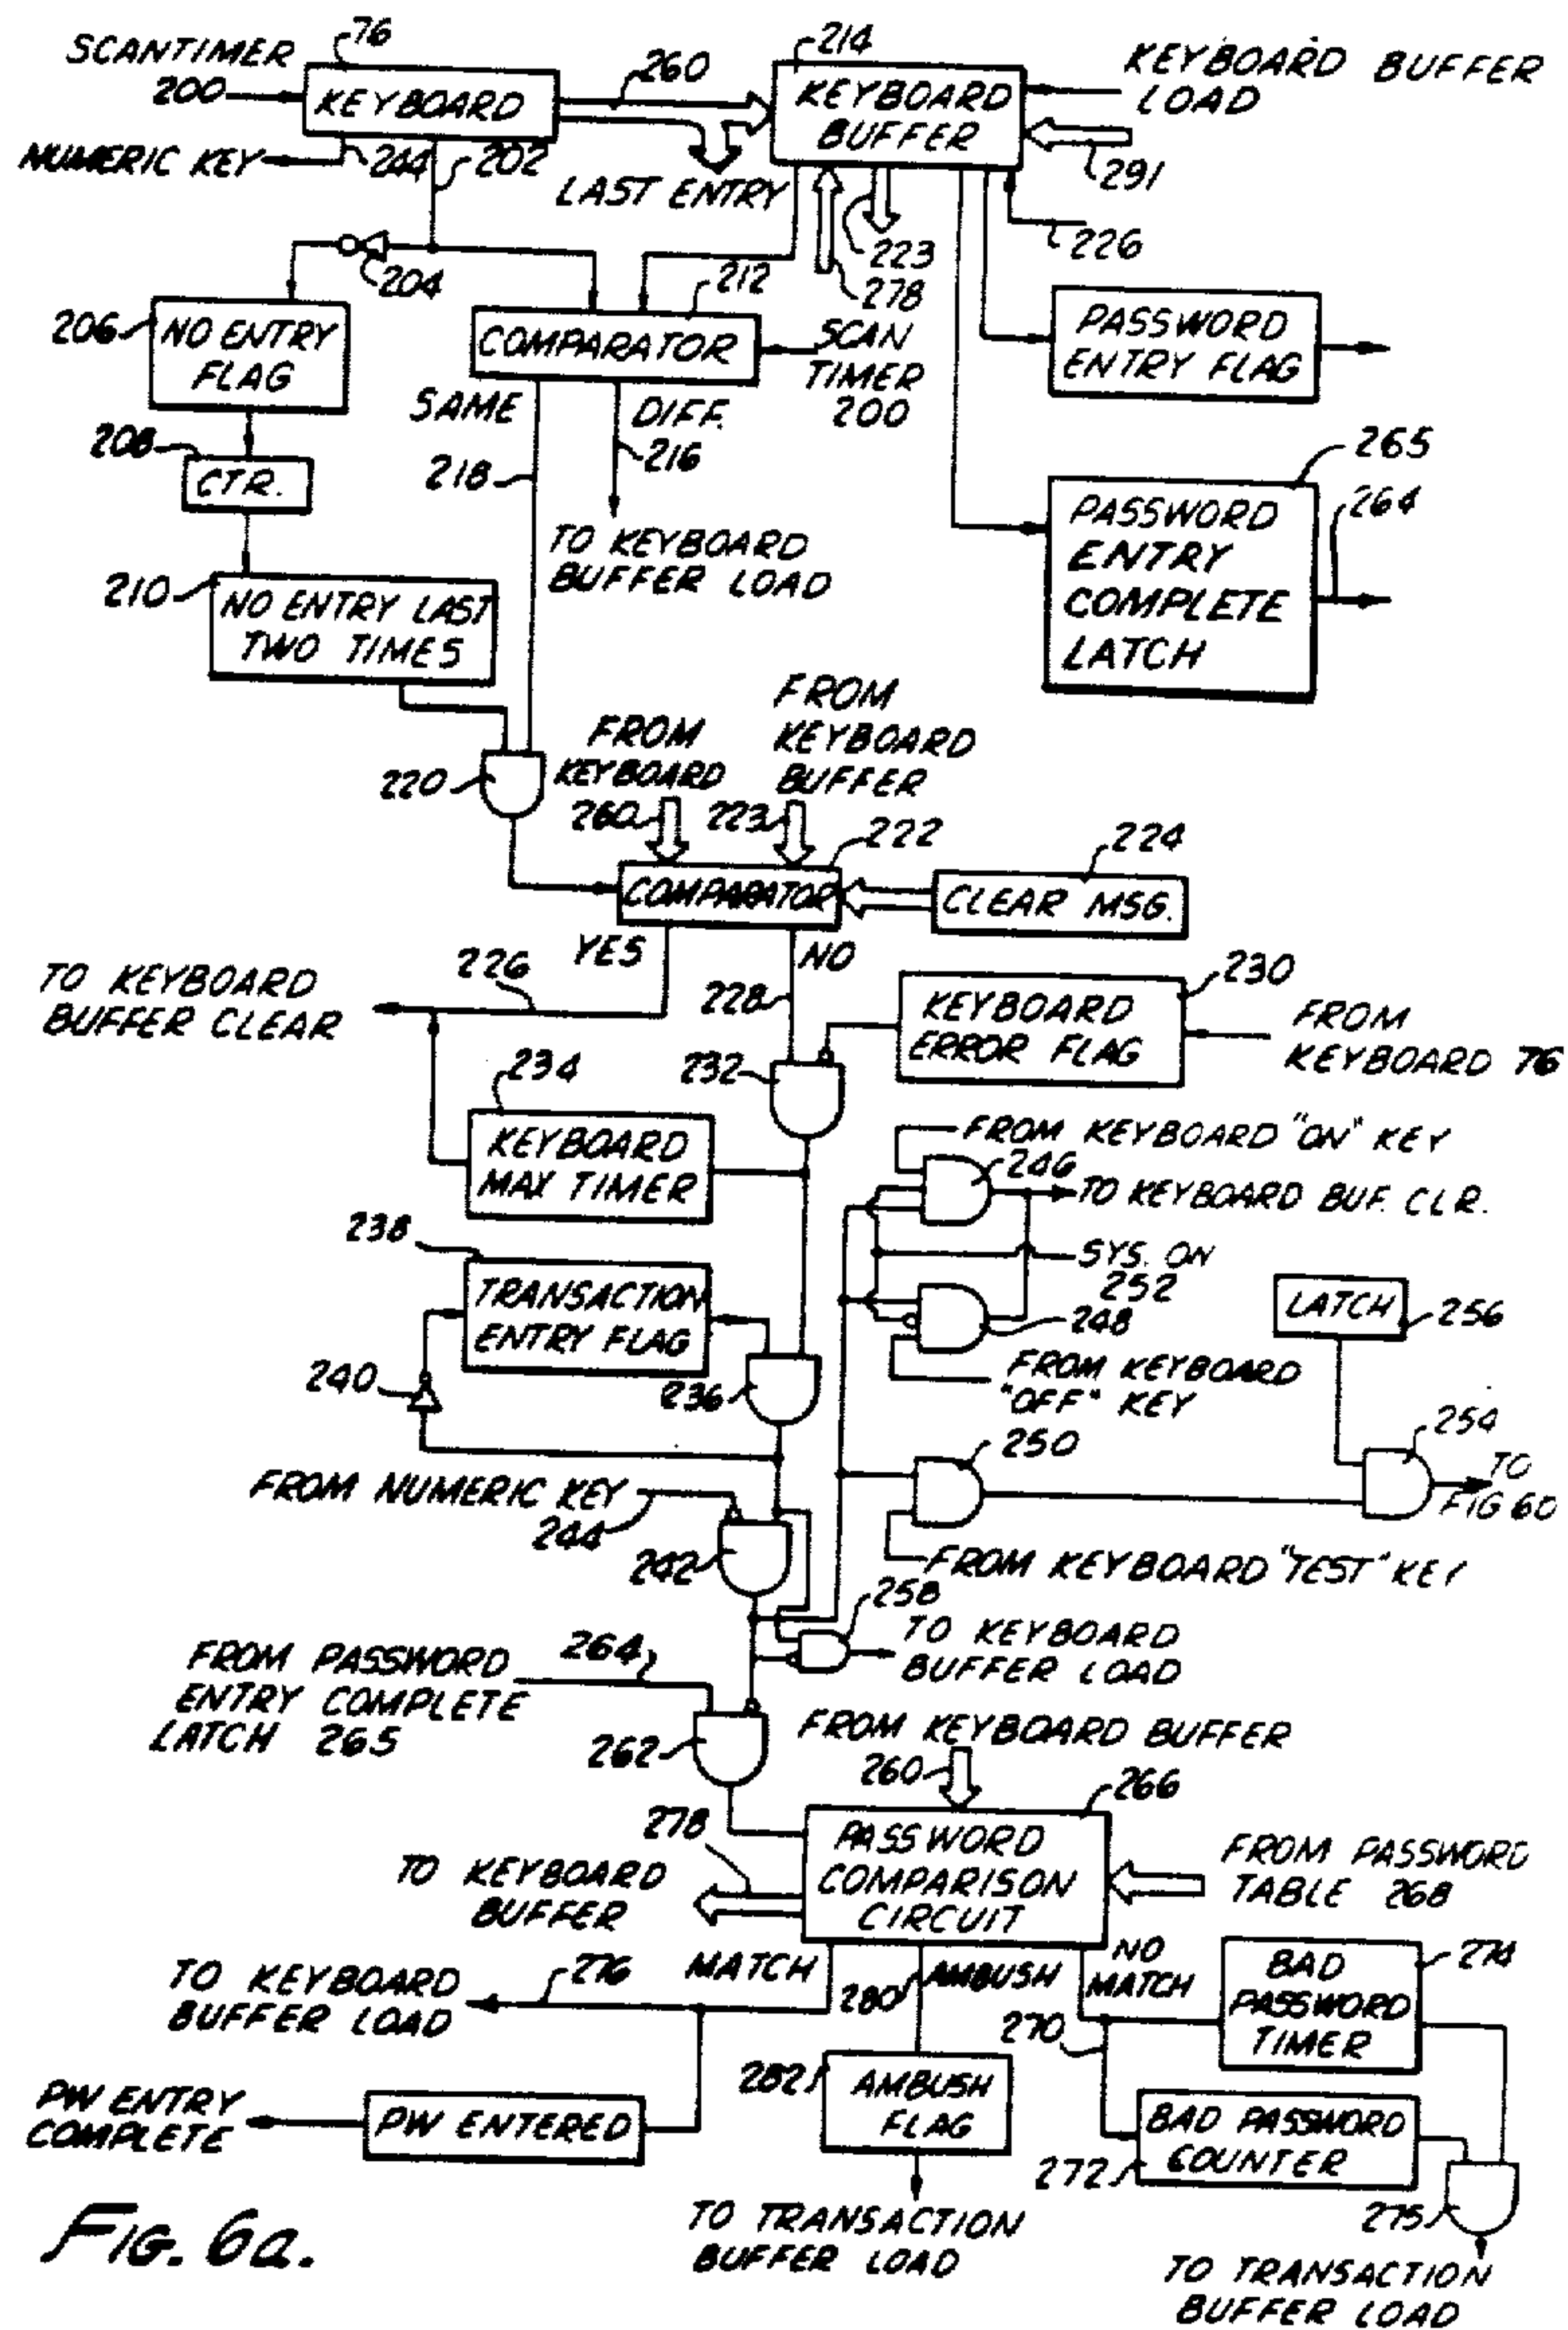 76
214
SCANTIMER
200
KEYBOARD
260
KEYBOARD
BUFFER
KEYBOARD BUFFER
LOAD
NUMERIC KEY
244
202
LAST ENTRY
291
223
226
204
278
212
206
NO ENTRY
FLAG
COMPARATOR
SCAN
TIMER
200
PASSWORD
ENTRY FLAG
SAME
DIFF.
208
CTR.
218
216
265
264
TO KEYBOARD
BUFFER LOAD
PASSWORD
ENTRY
COMPLETE
LATCH
210
NO ENTRY LAST
TWO TIMES
FROM
KEYBOARD
260
FROM
KEYBOARD
BUFFER
223
220
222
224
COMPARATOR
CLEAR MSG.
YES
NO
TO KEYBOARD
BUFFER CLEAR
226
228
230
KEYBOARD
ERROR FLAG
FROM
KEYBOARD 76
234
232
KEYBOARD
MAX TIMER
FROM KEYBOARD "ON" KEY
246
TO KEYBOARD BUF. CLR.
238
SYS. ON
252
TRANSACTION
ENTRY FLAG
248
LATCH
256
240
236
FROM KEYBOARD
"OFF" KEY
254
250
TO
FIG 60
FROM NUMERIC KEY
244
242
FROM KEYBOARD "TEST" KEY
258
TO KEYBOARD
BUFFER LOAD
FROM PASSWORD
ENTRY COMPLETE
LATCH 265
264
262
FROM KEYBOARD BUFFER
260
266
278
PASSWORD
COMPARISON
CIRCUIT
TO KEYBOARD
BUFFER
FROM PASSWORD
TABLE 268
MATCH
280
AMBUSH
NO
MATCH
BAD
PASSWORD
TIMER
274
TO KEYBOARD
BUFFER LOAD
276
270
282
AMBUSH
FLAG
PW ENTRY
COMPLETE
PW ENTERED
BAD PASSWORD
COUNTER
272
275
TO TRANSACTION
BUFFER LOAD
TO TRANSACTION
BUFFER LOAD
FIG. 6a.